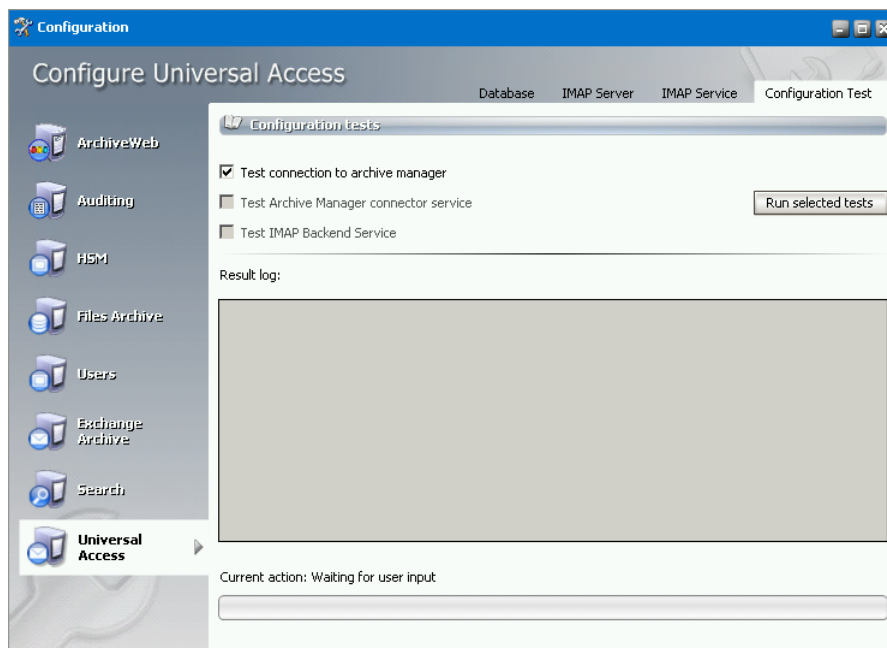 Configuration
Configure Universal Access
Database
IMAP Server
IMAP Service
Configuration Test
ArchiveWeb
Auditing
HSM
Files Archive
Users
Exchange
Archive
Search
Universal
Access
Configuration tests
Test connection to archive manager
Test Archive Manager connector service
Run selected tests
Test IMAP Backend Service
Result log:
Current action: Waiting for user input